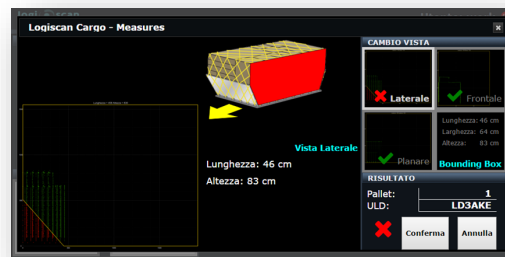 Logiscan Cargo - Measures
CAMBIO VISTA
Laterale
Frontale
Planare
Lunghezza: 46 cm
Larghezza: 64 cm
Altezza: 83 cm
Bounding Box
Vista Laterale
Lunghezza: 46 cm
Altezza: 83 cm
RISULTATO
Pallet: 1
ULD: LD3AKE
Conferma
Annulla